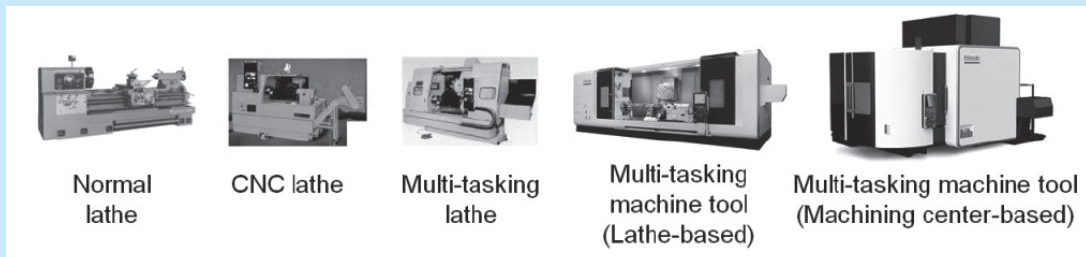 Normal
lathe
CNC lathe
Multi-tasking
lathe
Multi-tasking
machine tool
(Lathe-based)
Multi-tasking machine tool
(Machining center-based)